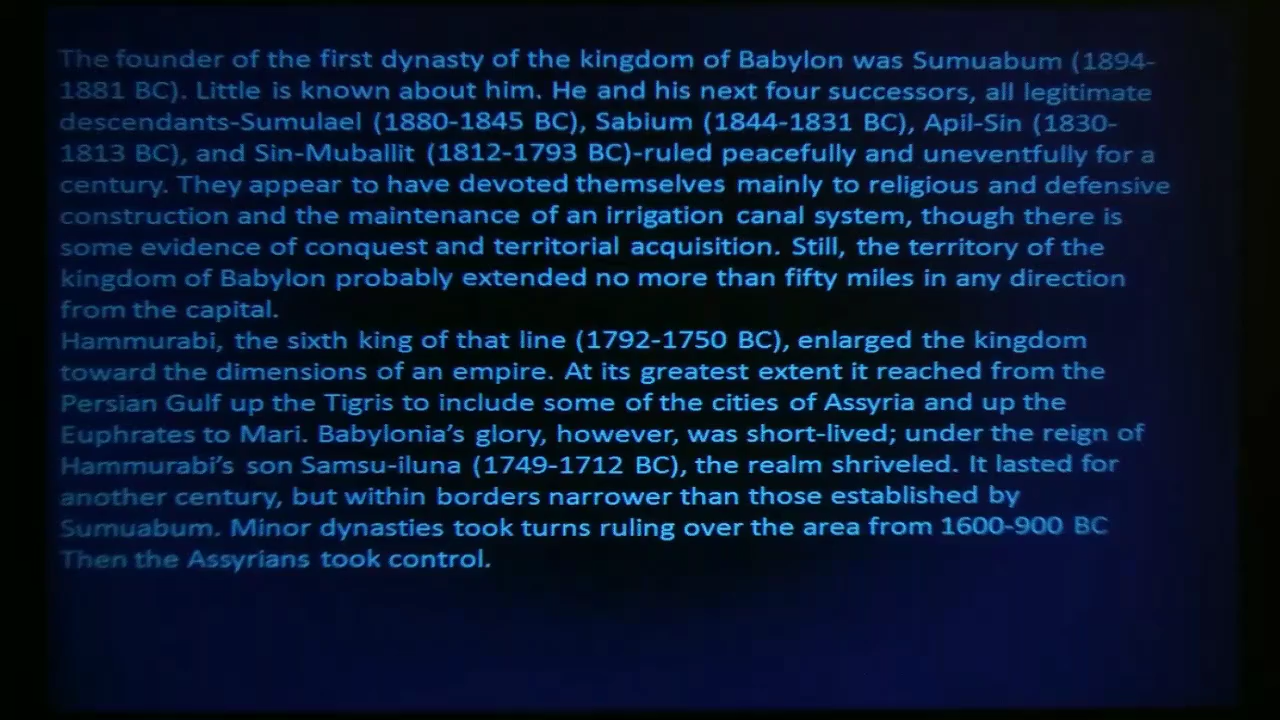 The founder of the first dynasty of the kingdom of Babylon was Sumuabum (1894-
1881 BC). Little is known about him. He and his next four successors, all legitimate
descendants-Sumulael (1880-1845 BC), Sabium (1844-1831 BC), Apil-Sin (1830-
1813 BC), and Sin-Muballit (1812-1793 BC)-ruled peacefully and uneventfully for a
century. They appear to have devoted themselves mainly to religious and defensive
construction and the maintenance of an irrigation canal system, though there is
some evidence of conquest and territorial acquisition. Still, the territory of the
kingdom of Babylon probably extended no more than fifty miles in any direction
from the capital.
Hammurabi, the sixth king of that line (1792-1750 BC), enlarged the kingdom
toward the dimensions of an empire. At its greatest extent it reached from the
Persian Gulf up the Tigris to include some of the cities of Assyria and up the
Euphrates to Mari. Babylonia’s glory, however, was short-lived; under the reign of
Hammurabi’s son Samsu-iluna (1749-1712 BC), the realm shriveled. It lasted for
another century, but within borders narrower than those established by
Sumuabum. Minor dynasties took turns ruling over the area from 1600-900 BC
Then the Assyrians took control.